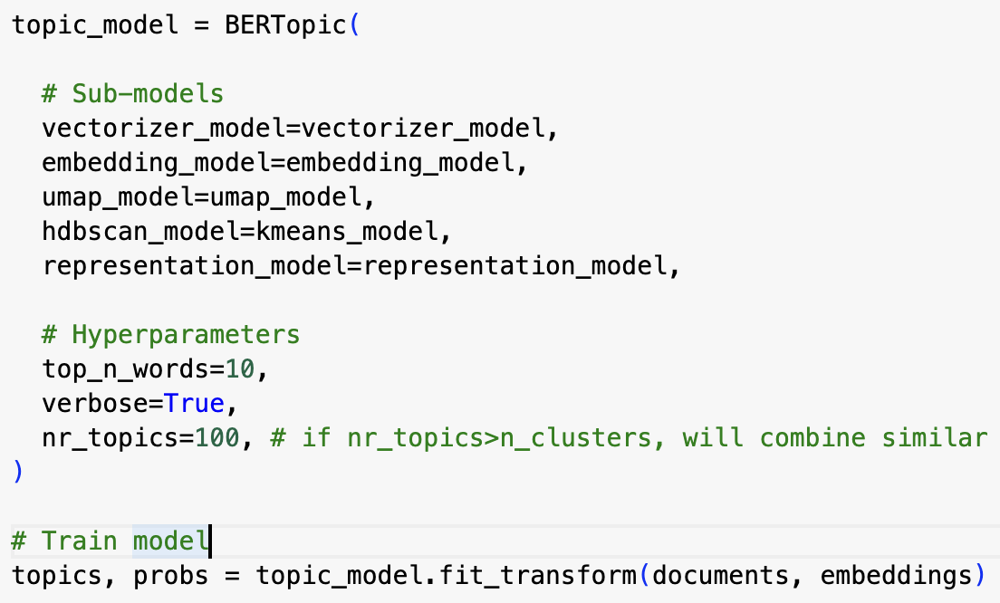 topic_model = BERTopic(
# Sub-models
vectorizer_model=vectorizer_model,
embedding_model=embedding_model,
umap_model=umap_model,
hdbscan_model=kmeans_model,
representation_model=representation_model,
# Hyperparameters
top_n_words=10,
verbose=True,
nr_topics=100, # if nr_topics>n_clusters, will combine similar
)
# Train model
topics, probs = topic_model.fit_transform(documents, embeddings)